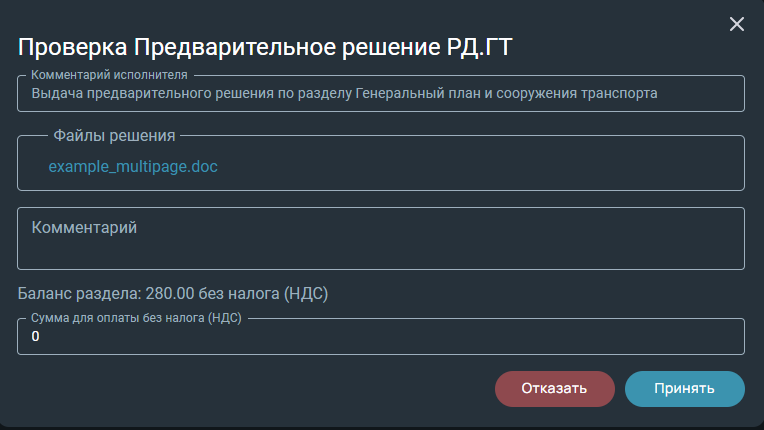 Проверка Предварительное решение РД.ГТ
Комментарий исполнителя
Выдача предварительного решения по разделу Генеральный план и сооружения транспорта
Файлы решения
example_multipage.doc
Комментарий
Баланс раздела: 280.00 без налога (НДС)
Сумма для оплаты без налога (НДС)
0
Отказать
Принять